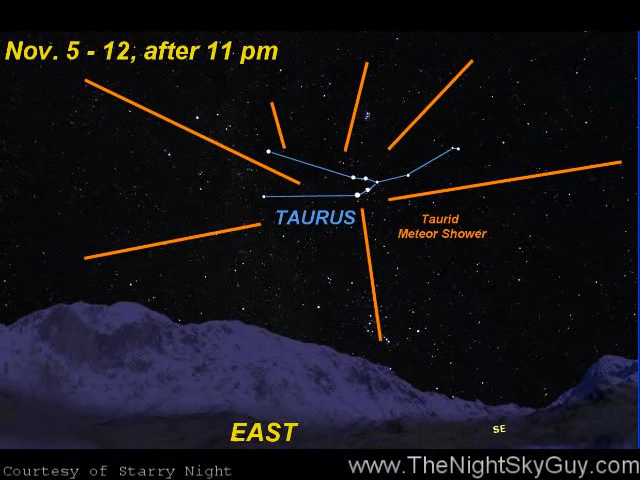 Nov. 5 - 12, after 11 pm
TAURUS
Taurid
Meteor Shower
EAST
SE
Courtesy of Starry Night
www.TheNightSkyGuy.com